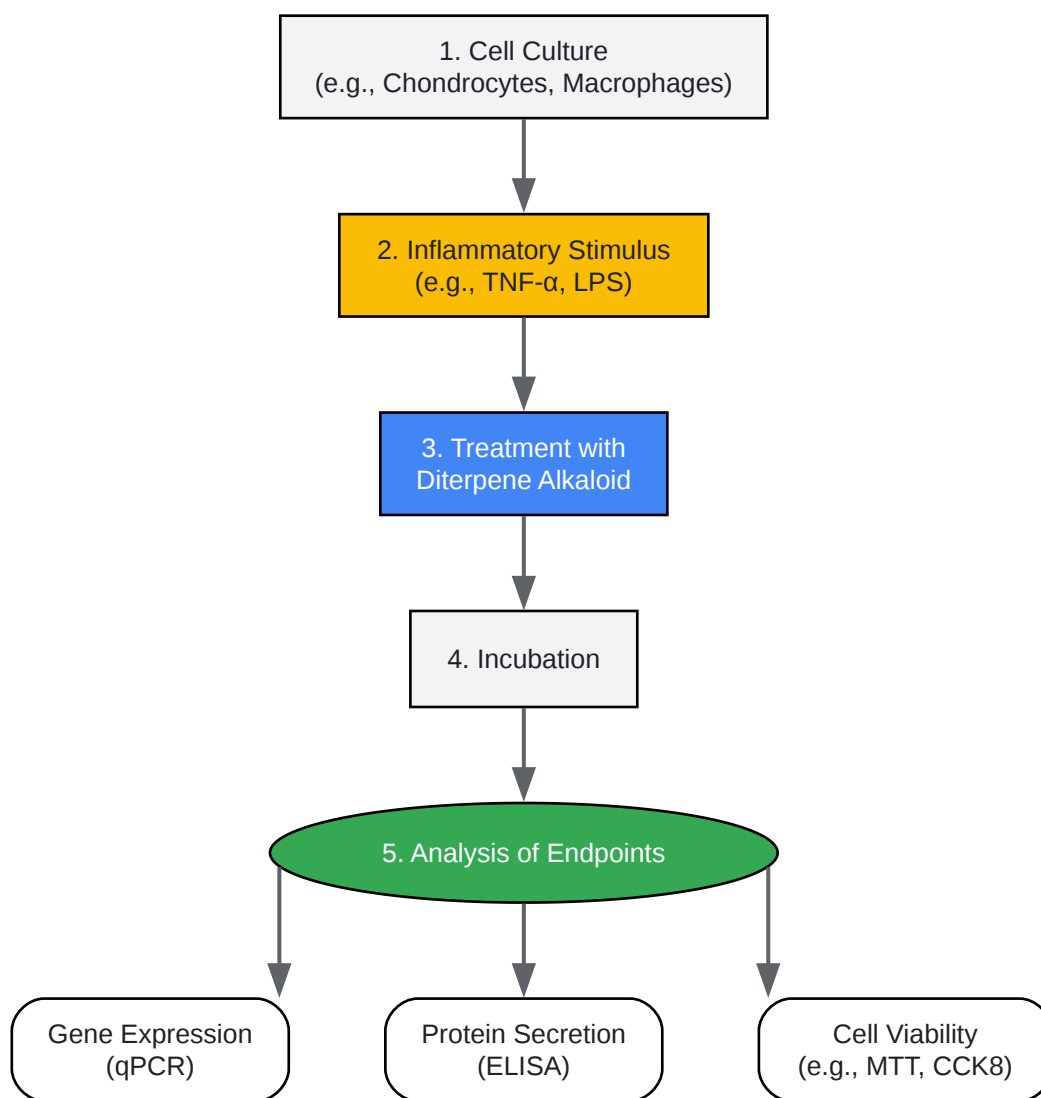 1. Cell Culture
(e.g., Chondrocytes, Macrophages)
2. Inflammatory Stimulus
(e.g., TNF-α, LPS)
3. Treatment with
Diterpene Alkaloid
4. Incubation
5. Analysis of Endpoints
Gene Expression
(qPCR)
Protein Secretion
(ELISA)
Cell Viability
(e.g., MTT, CCK8)